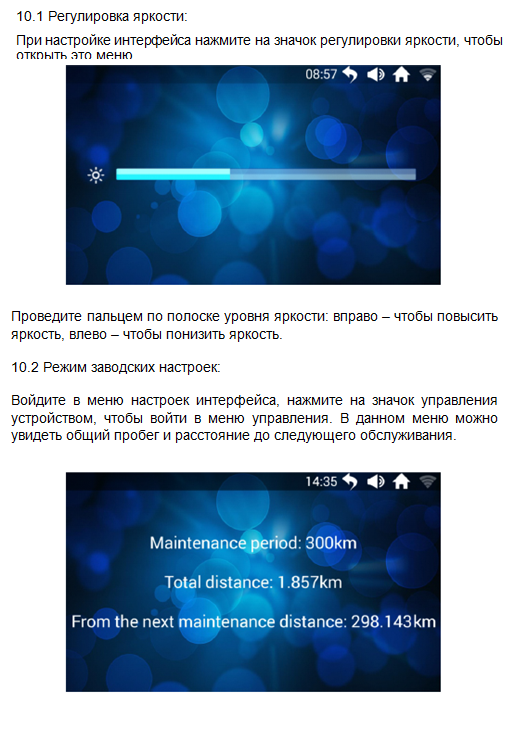 10.1 Регулировка яркости:
При настройке интерфейса нажмите на значок регулировки яркости, чтобы
открыть это меню
08:57
Проведите пальцем по полоске уровня яркости: вправо – чтобы повысить
яркость, влево – чтобы понизить яркость.
10.2 Режим заводских настроек:
Войдите в меню настроек интерфейса, нажмите на значок управления
устройством, чтобы войти в меню управления. В данном меню можно
увидеть общий пробег и расстояние до следующего обслуживания.
14:35
Maintenance period: 300km
Total distance: 1.857km
From the next maintenance distance: 298.143km